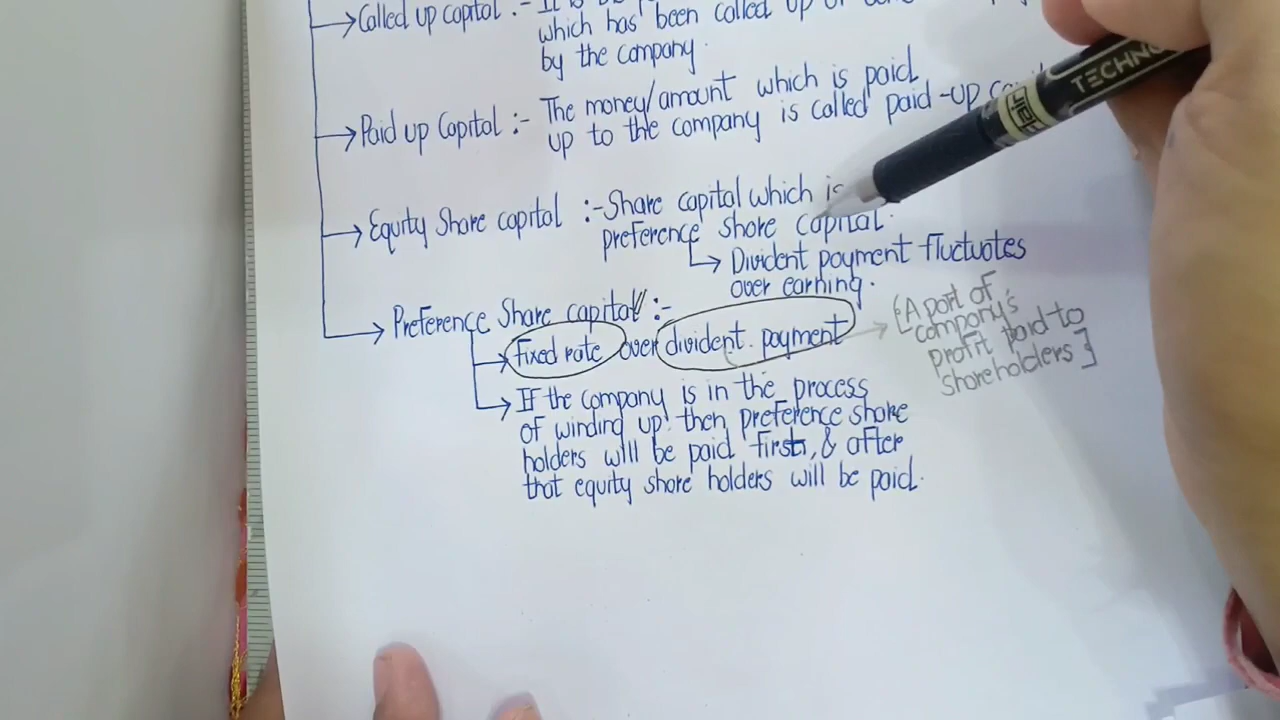 Called up capital :- It is
which has been called up or
by the company.
Paid up Capital :- The money/amount which is paid
up to the company is called paid-up
Equity Share capital :- Share capital which is
preference share capital.
Divident payment fluctuates
over earning.
Preference Share capital :-
fixed rate over divident payment
[A part of
company's
profit paid to
shareholders]
If the company is in the process
of winding up then preference share
holders will be paid first, & after
that equity share holders will be paid.
TECHNO